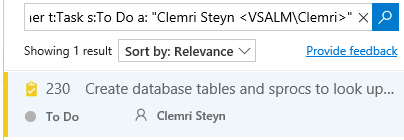 er t:Task s:To Do a: "Clemri Steyn <VSALM\Clemri>"
Showing 1 result Sort by: Relevance Provide feedback
230 Create database tables and sprocs to look up...
To Do Clemri Steyn